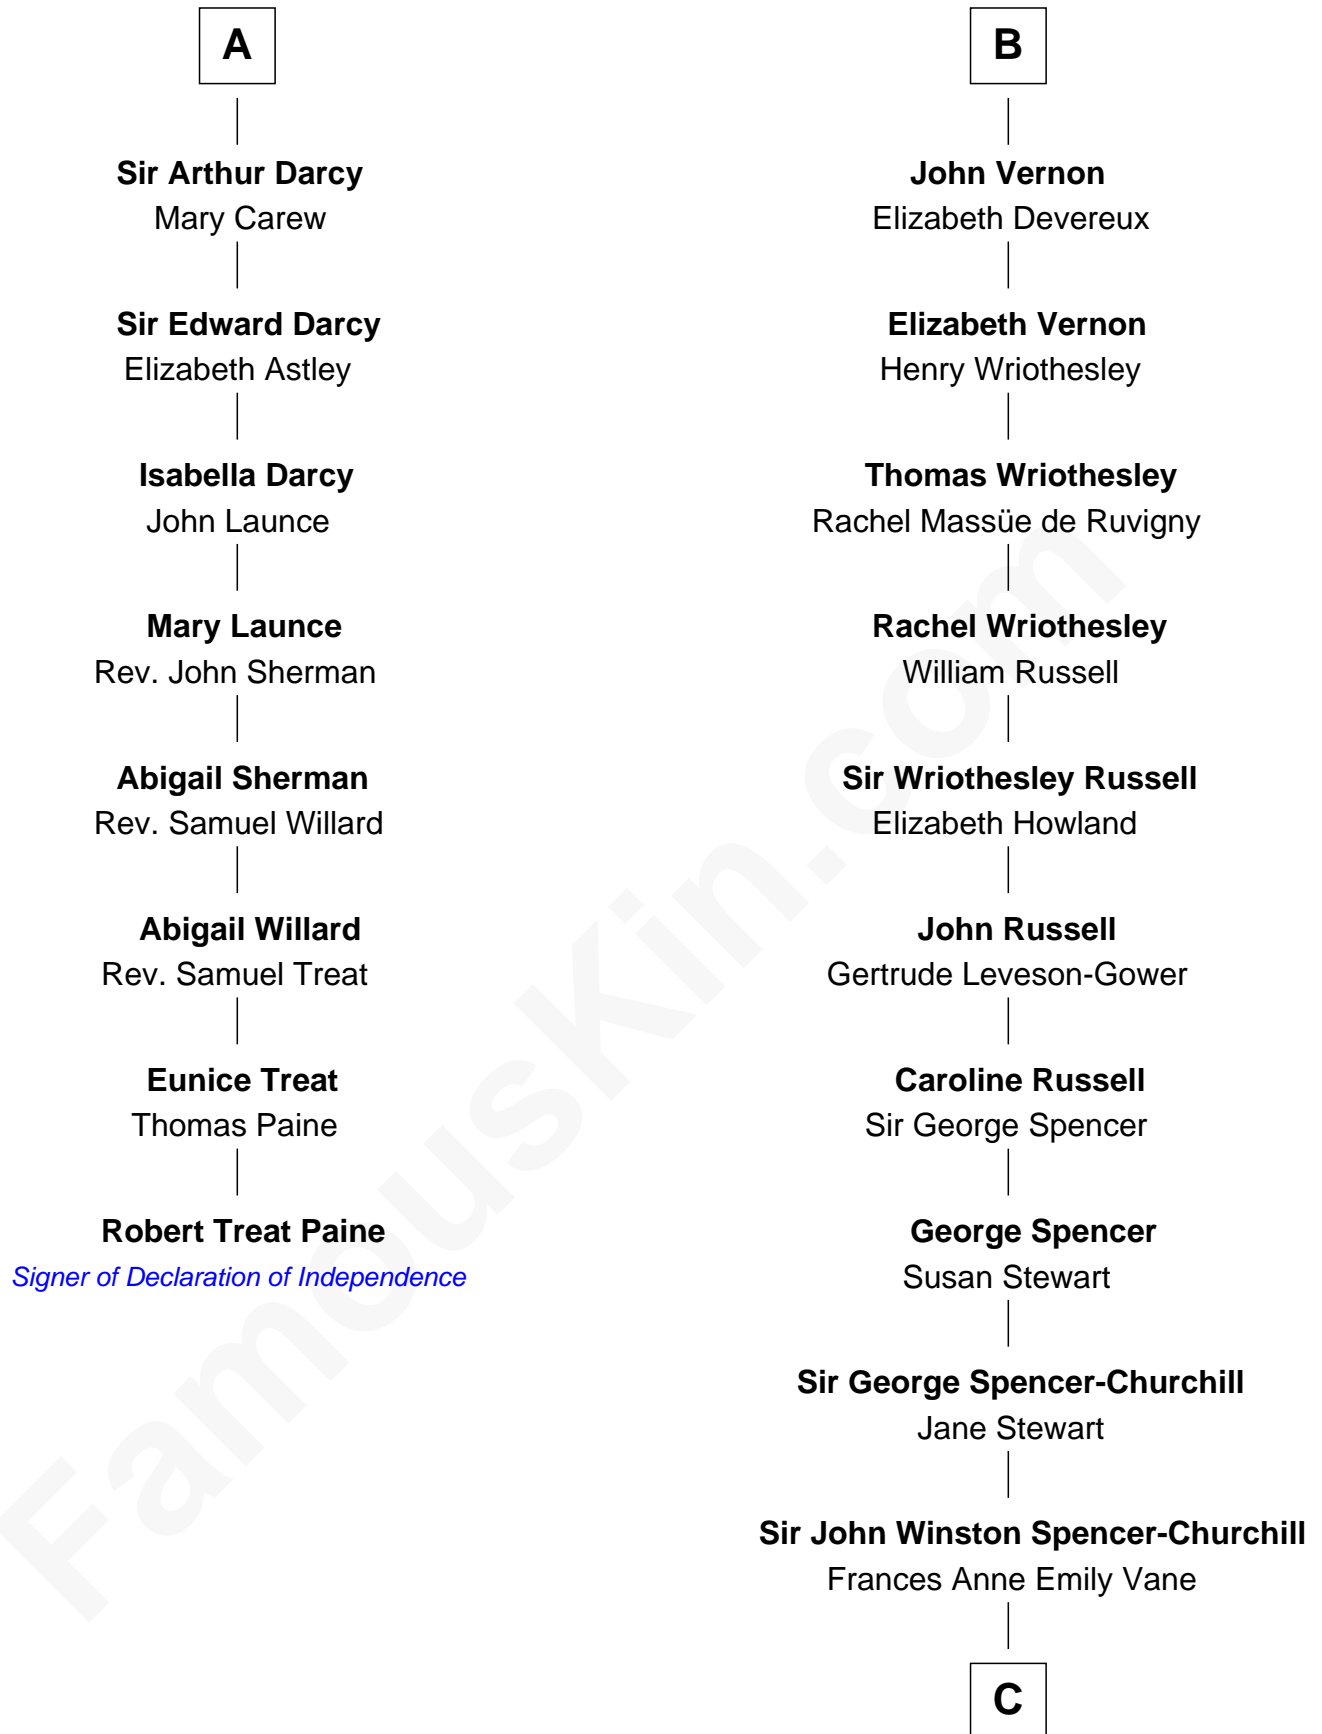 A
Sir Arthur Darcy
Mary Carew
Sir Edward Darcy
Elizabeth Astley
Isabella Darcy
John Launce
Mary Launce
Rev. John Sherman
Abigail Sherman
Rev. Samuel Willard
Abigail Willard
Rev. Samuel Treat
Eunice Treat
Thomas Paine
Robert Treat Paine
Signer of Declaration of Independence
B
John Vernon
Elizabeth Devereux
Elizabeth Vernon
Henry Wriothesley
Thomas Wriothesley
Rachel Massüe de Ruvigny
Rachel Wriothesley
William Russell
Sir Wriothesley Russell
Elizabeth Howland
John Russell
Gertrude Leveson-Gower
Caroline Russell
Sir George Spencer
George Spencer
Susan Stewart
Sir George Spencer-Churchill
Jane Stewart
Sir John Winston Spencer-Churchill
Frances Anne Emily Vane
C
FamousKin.com